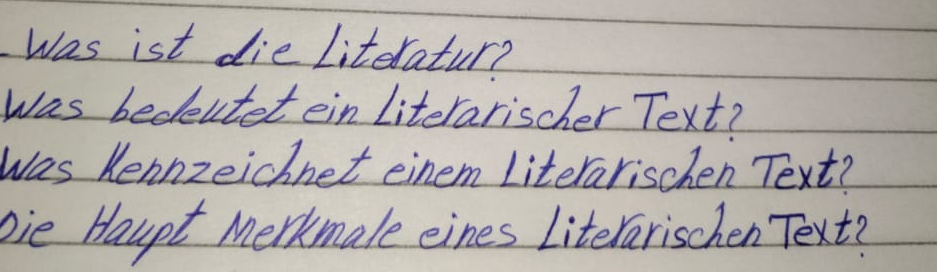 - Was ist die Literatur?
Was bedeutet ein Literarischer Text?
Was Kennzeichnet einem Literarischen Text?
Die Haupt Merkmale eines Literarischen Text?